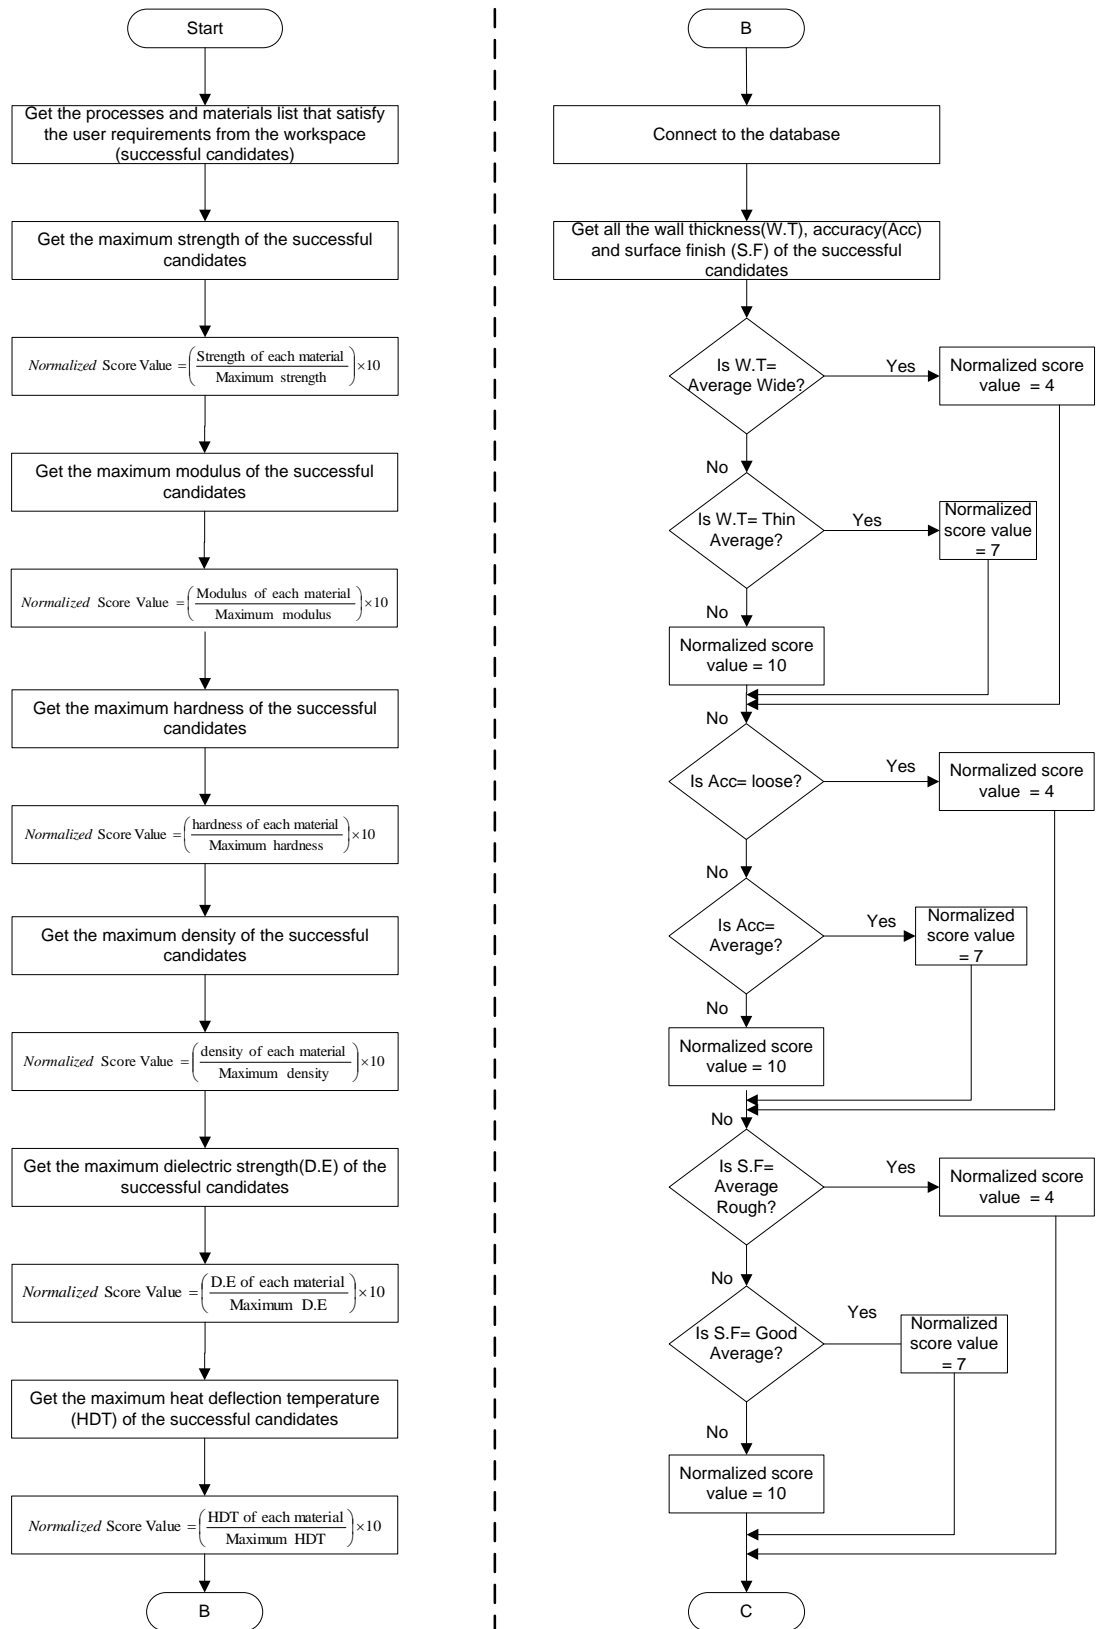 Start
Get the processes and materials list that satisfy
the user requirements from the workspace
(successful candidates)
Get the maximum strength of the successful
candidates
Normalized Score Value = (Strength of each material / Maximum strength) ×10
Get the maximum modulus of the successful
candidates
Normalized Score Value = (Modulus of each material / Maximum modulus) ×10
Get the maximum hardness of the successful
candidates
Normalized Score Value = (hardness of each material / Maximum hardness) ×10
Get the maximum density of the successful
candidates
Normalized Score Value = (density of each material / Maximum density) ×10
Get the maximum dielectric strength(D.E) of the
successful candidates
Normalized Score Value = (D.E of each material / Maximum D.E) ×10
Get the maximum heat deflection temperature
(HDT) of the successful candidates
Normalized Score Value = (HDT of each material / Maximum HDT) ×10
B
B
Connect to the database
Get all the wall thickness(W.T), accuracy(Acc)
and surface finish (S.F) of the successful
candidates
Is W.T=
Average Wide?
Yes
Normalized score
value = 4
No
Is W.T= Thin
Average?
Yes
Normalized
score value
= 7
No
Normalized score
value = 10
No
Is Acc= loose?
Yes
Normalized score
value = 4
No
Is Acc=
Average?
Yes
Normalized
score value
= 7
No
Normalized score
value = 10
No
Is S.F=
Average
Rough?
Yes
Normalized score
value = 4
No
Is S.F= Good
Average?
Yes
Normalized
score value
= 7
No
Normalized score
value = 10
C